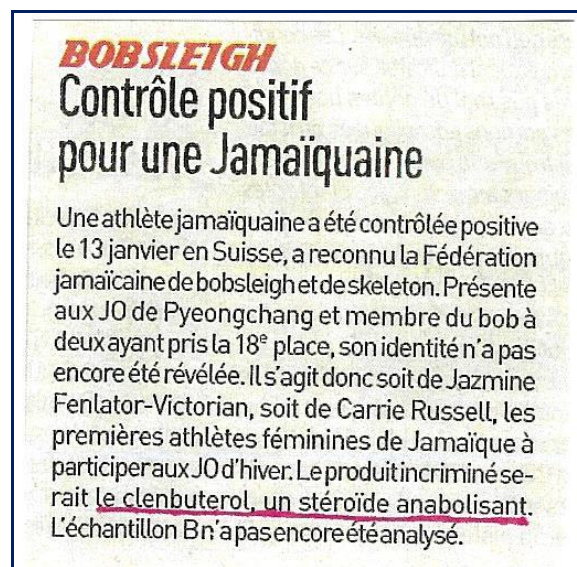 BOBSLEIGH
Contrôle positif
pour une Jamaïquaine
Une athlète jamaïquaine a été contrôlée positive
le 13 janvier en Suisse, a reconnu la Fédération
jamaïcaine de bobsleigh et de skeleton. Présente
aux JO de Pyeongchang et membre du bob à
deux ayant pris la 18e place, son identité n'a pas
encore été révélée. Il s'agit donc soit de Jazmine
Fenlator-Victorian, soit de Carrie Russell, les
premières athlètes féminines de Jamaïque à
participer aux JO d'hiver. Le produit incriminé se-
rait le clenbuterol, un stéroïde anabolisant.
L'échantillon B n'a pas encore été analysé.